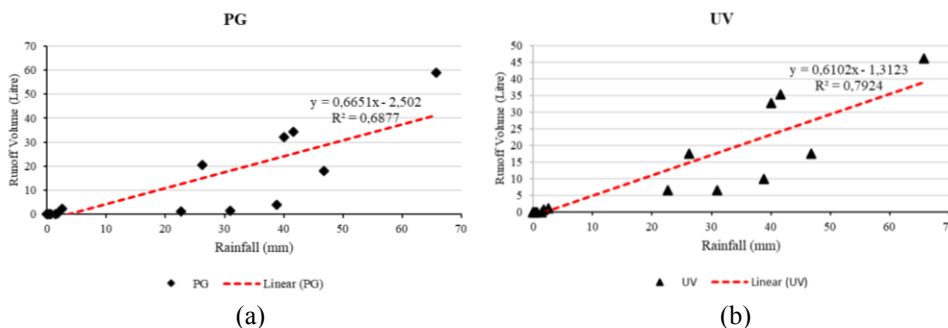 PG
70
60
50
40
30
20
10
0
0 10 20 30 40 50 60 70
Runoff Volume (Litre)
Rainfall (mm)
y = 0,6651x - 2,502
R² = 0,6877
PG Linear (PG)
(a)
UV
50
45
40
35
30
25
20
15
10
5
0
0 10 20 30 40 50 60 70
Runoff Volume (Litre)
Rainfall (mm)
y = 0,6102x - 1,3123
R² = 0,7924
UV Linear (UV)
(b)